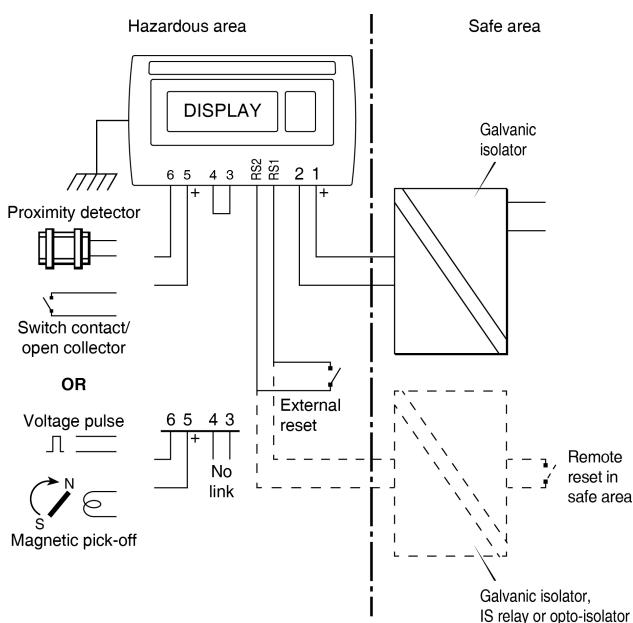 Hazardous area
Safe area
DISPLAY
6 5 4 3 RS2 RS1 2 1
+ +
Galvanic
isolator
Proximity detector
Switch contact/
open collector
OR
External
reset
Voltage pulse
6 5 4 3
+
No
link
N
S
Magnetic pick-off
Remote
reset in
safe area
Galvanic isolator,
IS relay or opto-isolator